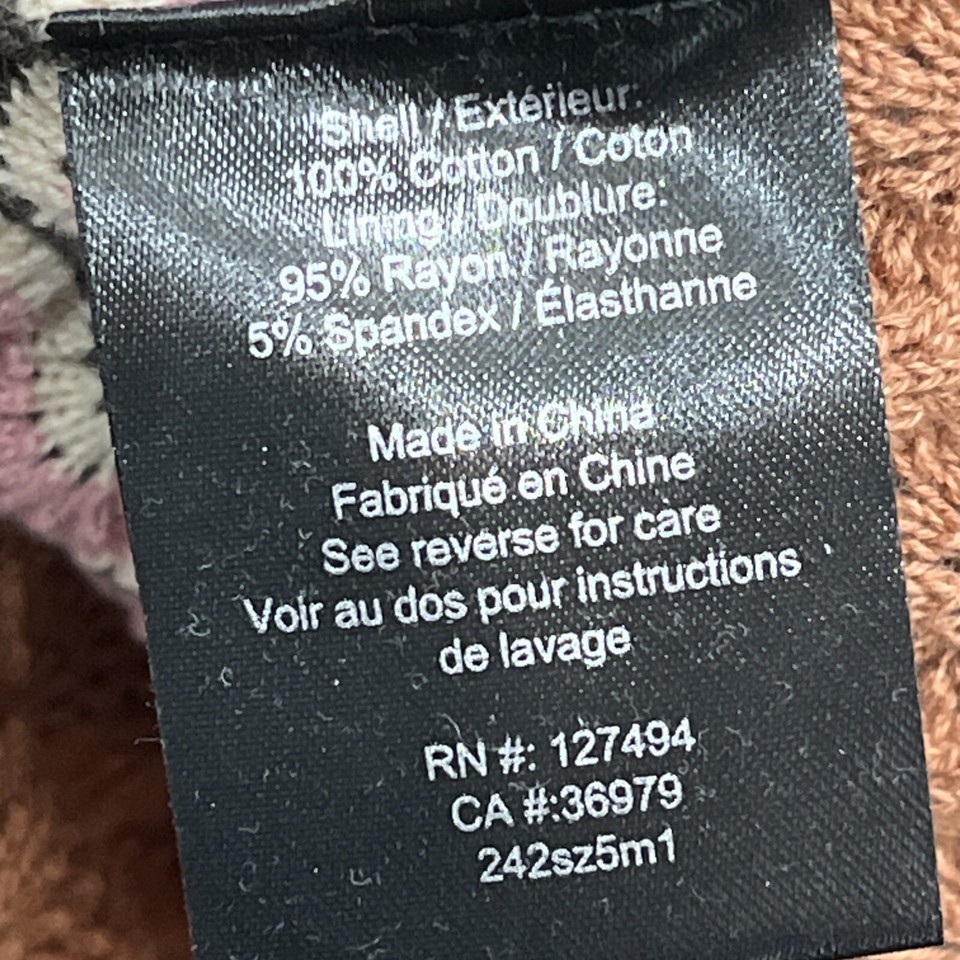 Shell / Extérieur:
100% Cotton / Coton
Lining / Doublure:
95% Rayon / Rayonne
5% Spandex / Élasthanne
Made in China
Fabriqué en Chine
See reverse for care
Voir au dos pour instructions
de lavage
RN #: 127494
CA #:36979
242sz5m1